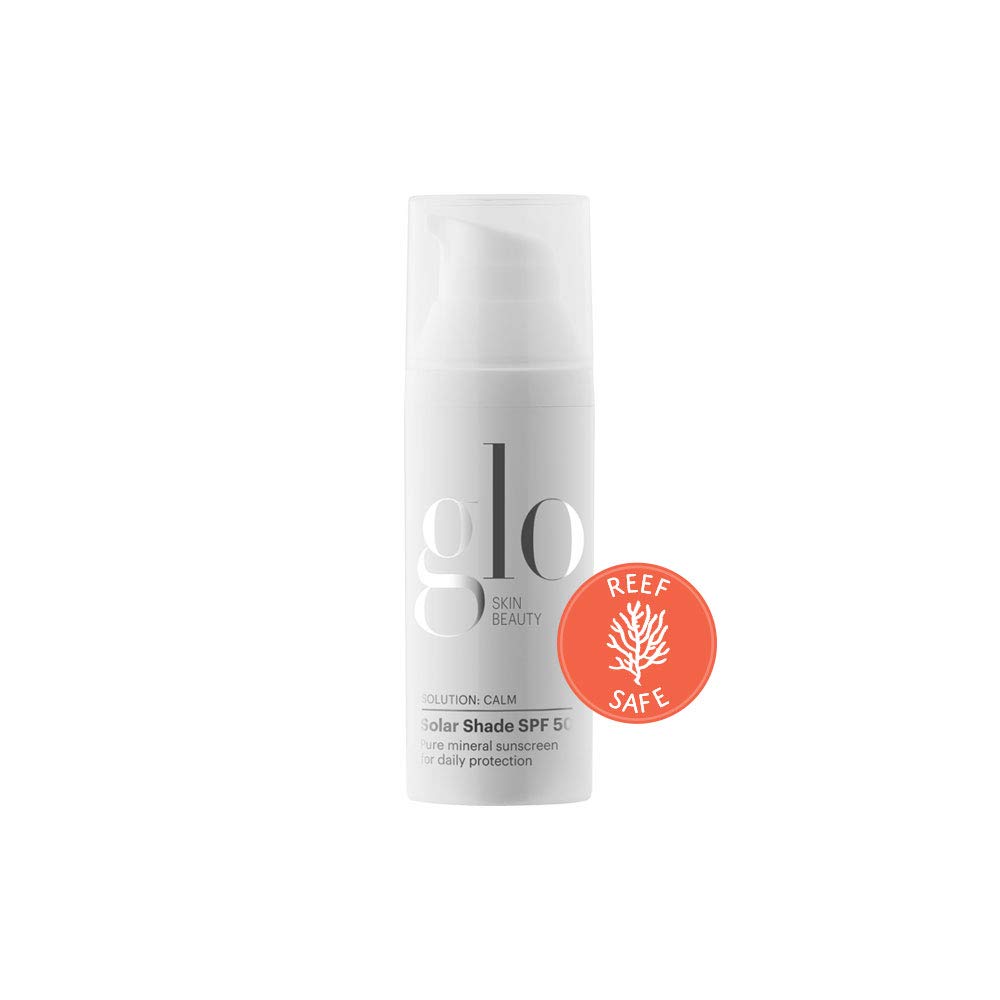 glo
SKIN
BEAUTY
SOLUTION: CALM
Solar Shade SPF 50
Pure mineral sunscreen
for daily protection
REEF
SAFE